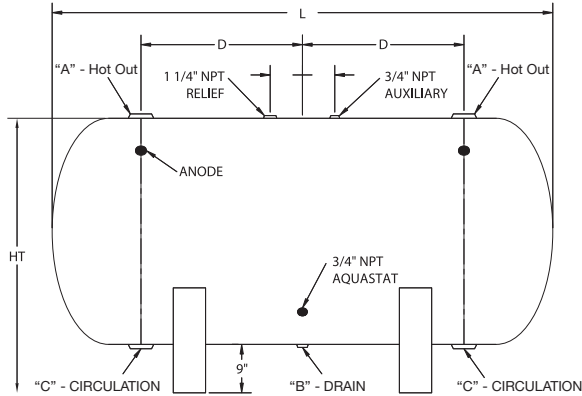 L
D
D
"A" - Hot Out
1 1/4" NPT
RELIEF
3/4" NPT
AUXILIARY
"A" - Hot Out
ANODE
HT
3/4" NPT
AQUASTAT
9"
"C" - CIRCULATION
"B" - DRAIN
"C" - CIRCULATION